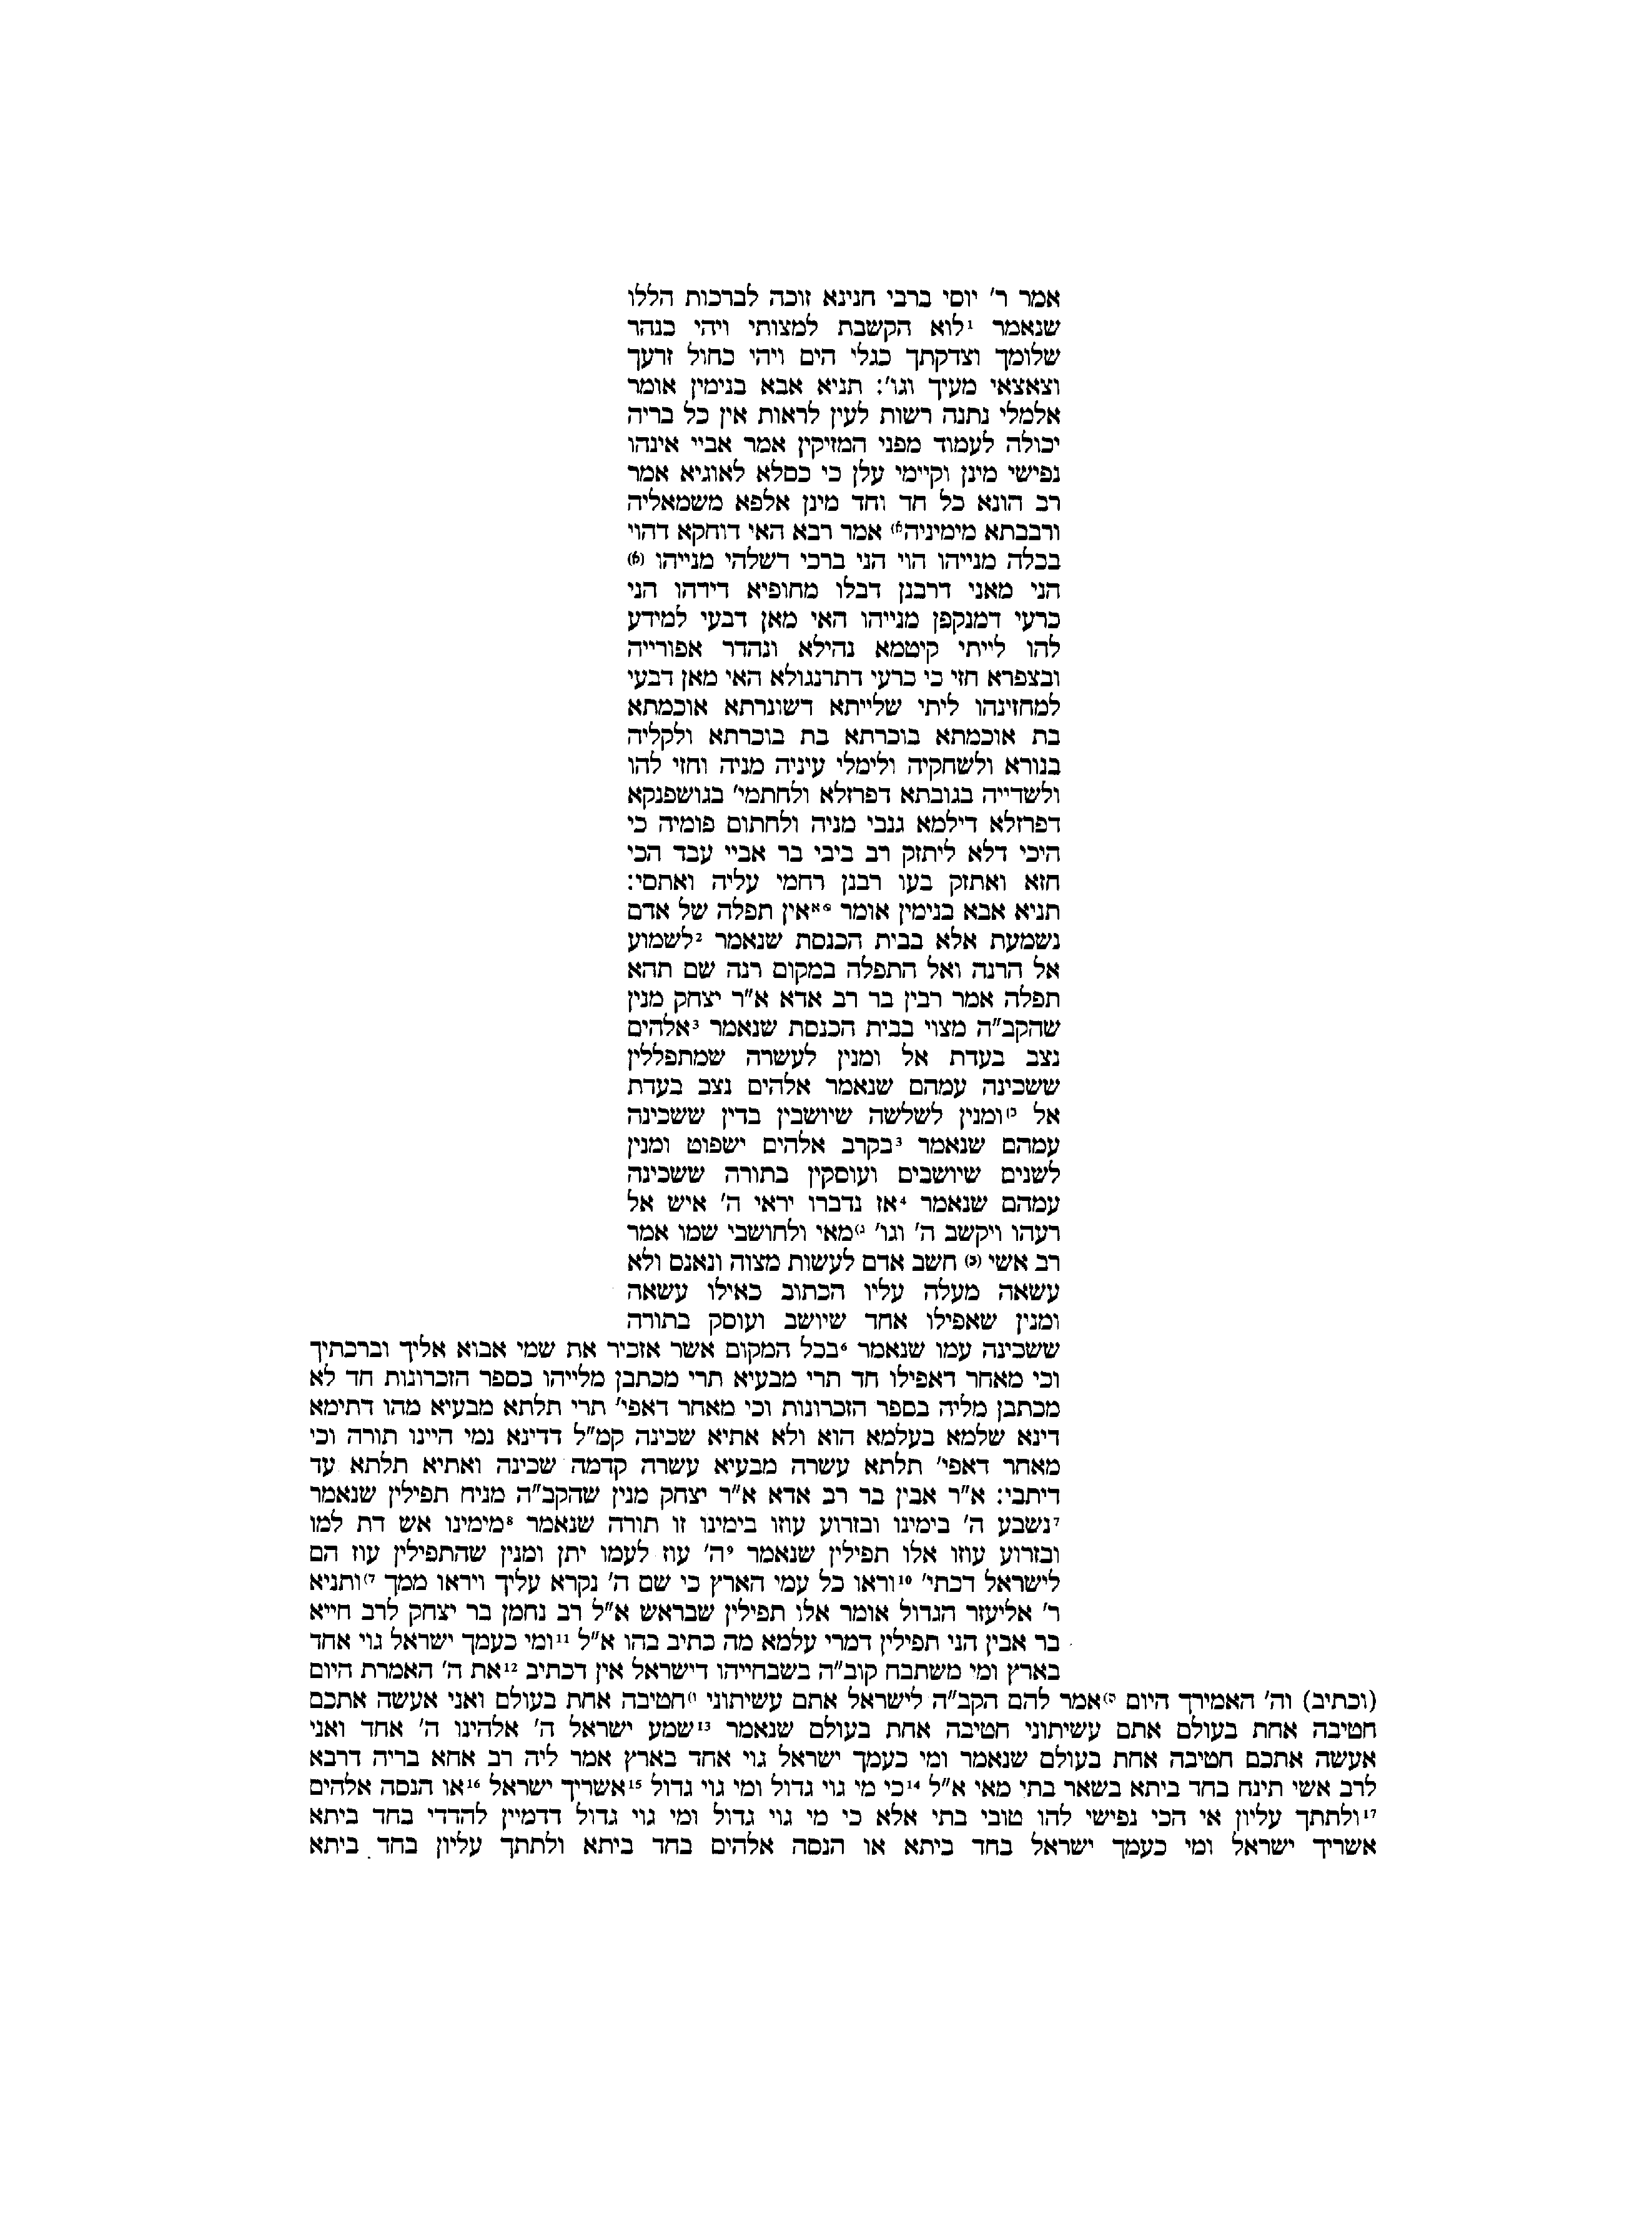 אמר ר' יוסי ברבי חנינא זוכה לברכות הללו
שנאמר 1לוא הקשבת למצותי ויהי כנהר
שלומך וצדקתך כגלי הים ויהי כחול זרעך
וצאצאי מעיך וגו': תניא אבא בנימין אומר
אלמלי נתנה רשות לעין לראות אין כל בריה
יכולה לעמוד מפני המזיקין אמר אביי אינהו
נפישי מינן וקיימי עלן כי כסלא לאוגיא אמר
רב הונא כל חד וחד מינן אלפא משמאליה
ורבבתא מימיניה אמר רבא האי דוחקא דהוי
בכלה מנייהו הוי הני ברכי דשלהי מנייהו (6)
הני מאני דרבנן דבלו מחופיא דידהו הני
כרעי דמנקפן מנייהו האי מאן דבעי למידע
להו לייתי קיטמא נהילא ונהדר אפורייה
ובצפרא חזי כי כרעי דתרנגולא האי מאן דבעי
למחזינהו ליתי שלייתא דשונרתא אוכמתא
בת אוכמתא בוכרתא בת בוכרתא ולקליה
בנורא ולשחקיה ולימלי עיניה מניה וחזי להו
ולשדייה בגובתא דפרזלא ולחתמי' בגושפנקא
דפרזלא דילמא גנבי מניה ולחתום פומיה כי
היכי דלא ליתזק רב ביבי בר אביי עבד הכי
חזא ואתזק בעו רבנן רחמי עליה ואתסי:
תניא אבא בנימין אומר אאין תפלה של אדם
נשמעת אלא בבית הכנסת שנאמר 2לשמוע
אל הרנה ואל התפלה במקום רנה שם תהא
תפלה אמר רבין בר רב אדא א"ר יצחק מנין
שהקב"ה מצוי בבית הכנסת שנאמר 3אלהים
נצב בעדת אל ומנין לעשרה שמתפללין
ששכינה עמהם שנאמר אלהים נצב בעדת
אל ומנין לשלשה שיושבין בדין ששכינה
עמהם שנאמר 3בקרב אלהים ישפוט ומנין
לשנים שיושבים ועוסקין בתורה ששכינה
עמהם שנאמר 4אז נדברו יראי ה' איש אל
רעהו ויקשב ה' וגו' מאי ולחושבי שמו אמר
רב אשי חשב אדם לעשות מצוה ונאנס ולא
עשאה מעלה עליו הכתוב כאילו עשאה
ומנין שאפילו אחד שיושב ועוסק בתורה
ששכינה עמו שנאמר 6בכל המקום אשר אזכיר את שמי אבוא אליך וברכתיך
וכי מאחר דאפילו חד תרי מבעיא תרי מכתבן מלייהו בספר הזכרונות חד לא
מכתבן מליה בספר הזכרונות וכי מאחר דאפי' תרי תלתא מבעיא מהו דתימא
דינא שלמא בעלמא הוא ולא אתיא שכינה קמ"ל דדינא נמי היינו תורה וכי
מאחר דאפי' תלתא עשרה מבעיא עשרה קדמה שכינה ואתיא תלתא עד
דיתבי: א"ר אבין בר רב אדא א"ר יצחק מנין שהקב"ה מניח תפילין שנאמר
7נשבע ה' בימינו ובזרוע עוזו בימינו זו תורה שנאמר 8מימינו אש דת למו
ובזרוע עוזו אלו תפילין שנאמר 9ה' עוז לעמו יתן ומנין שהתפילין עוז הם
לישראל דכתי' 10וראו כל עמי הארץ כי שם ה' נקרא עליך ויראו ממך ותניא
ר' אליעזר הגדול אומר אלו תפילין שבראש א"ל רב נחמן בר יצחק לרב חייא
בר אבין הני תפילין דמרי עלמא מה כתיב בהו א"ל 11ומי כעמך ישראל גוי אחד
בארץ ומי משתבח קוב"ה בשבחייהו דישראל אין דכתיב 12את ה' האמרת היום
(וכתיב) וה' האמירך היום אמר להם הקב"ה לישראל אתם עשיתוני חטיבה אחת בעולם ואני אעשה אתכם
חטיבה אחת בעולם אתם עשיתוני חטיבה אחת בעולם שנאמר 13שמע ישראל ה' אלהינו ה' אחד ואני
אעשה אתכם חטיבה אחת בעולם שנאמר ומי כעמך ישראל גוי אחד בארץ אמר ליה רב אחא בריה דרבא
לרב אשי תינח בחד ביתא בשאר בתי מאי א"ל 14כי מי גוי גדול ומי גוי גדול 15אשריך ישראל 16או הנסה אלהים
17ולתתך עליון אי הכי נפישי להו טובי בתי אלא כי מי גוי גדול ומי גוי גדול דדמיין להדדי בחד ביתא
אשריך ישראל ומי כעמך ישראל בחד ביתא או הנסה אלהים בחד ביתא ולתתך עליון בחד ביתא